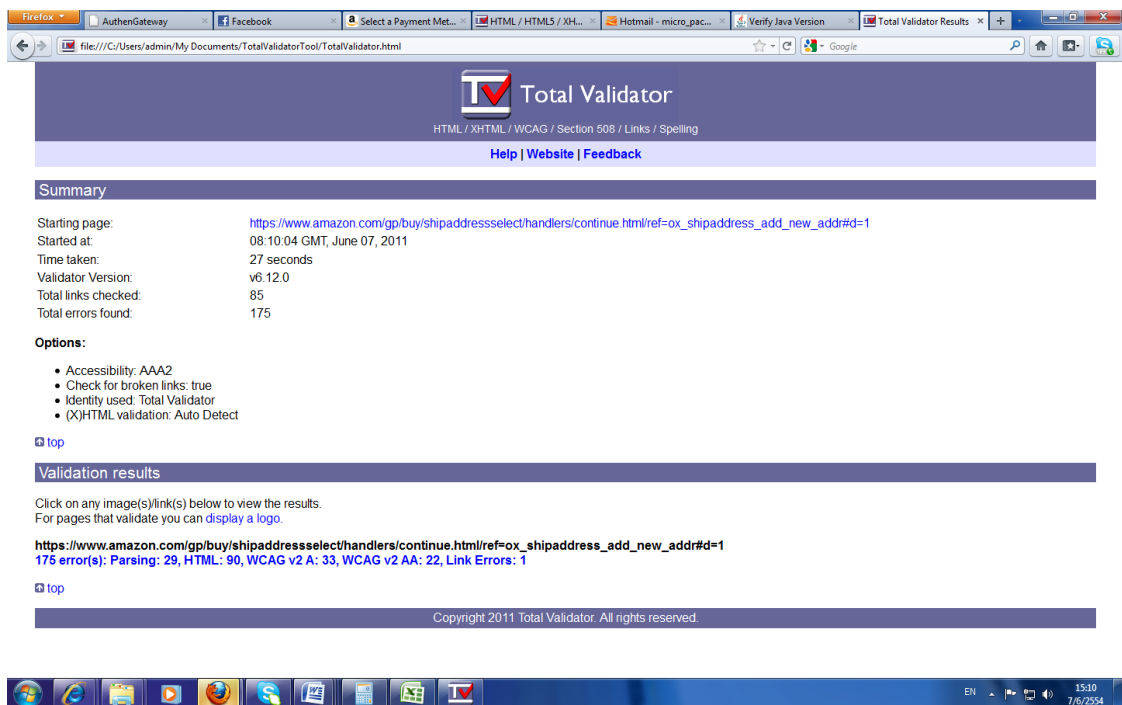 Firefox
AuthenGateway
Facebook
Select a Payment Met...
HTML / HTML5 / XH...
Hotmail - micro_pac...
Verify Java Version
Total Validator Results
file:///C:/Users/admin/My Documents/TotalValidatorTool/TotalValidator.html
Google
Total Validator
HTML / XHTML / WCAG / Section 508 / Links / Spelling
Help | Website | Feedback
Summary
Starting page: https://www.amazon.com/gp/buy/shipaddressselect/handlers/continue.html/ref=ox_shipaddress_add_new_addr#d=1
Started at: 08:10:04 GMT, June 07, 2011
Time taken: 27 seconds
Validator Version: v6.12.0
Total links checked: 85
Total errors found: 175
Options:
• Accessibility: AAA2
• Check for broken links: true
• Identity used: Total Validator
• (X)HTML validation: Auto Detect
top
Validation results
Click on any image(s)/link(s) below to view the results.
For pages that validate you can display a logo.
https://www.amazon.com/gp/buy/shipaddressselect/handlers/continue.html/ref=ox_shipaddress_add_new_addr#d=1
175 error(s): Parsing: 29, HTML: 90, WCAG v2 A: 33, WCAG v2 AA: 22, Link Errors: 1
top
Copyright 2011 Total Validator. All rights reserved.
EN
15:10
7/6/2554